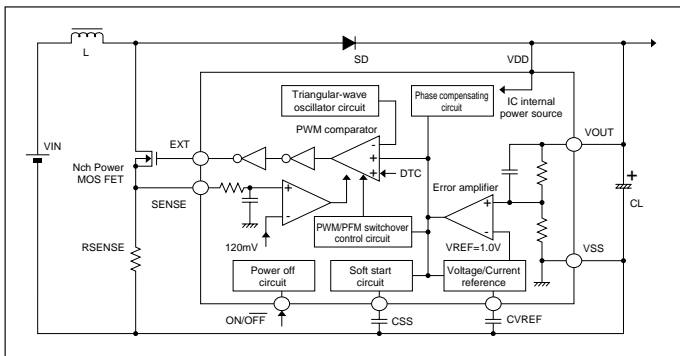 L
SD
VDD
Triangular-wave
oscillator circuit
Phase compensating
circuit
IC internal
power source
PWM comparator
VIN
EXT
VOUT
Nch Power
MOS FET
-
+
+
DTC
+
SENSE
Error amplifier
+
-
+
-
CL
120mV
PWM/PFM switchover
control circuit
VREF=1.0V
VSS
RSENSE
Power off
circuit
Soft start
circuit
Voltage/Current
reference
ON/OFF
CSS
CVREF